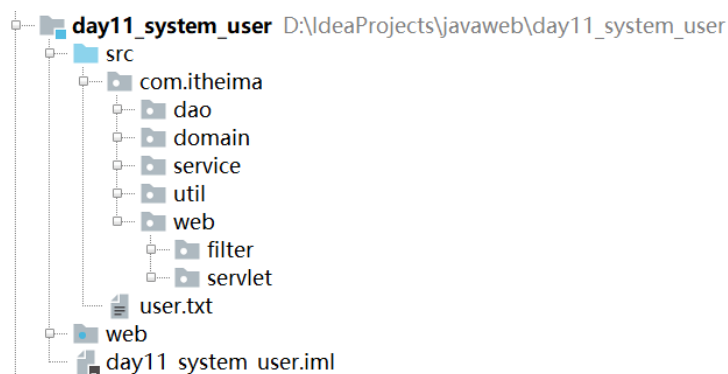 day11_system_user D:\IdeaProjects\javaweb\day11_system_user
src
com.itheima
dao
domain
service
util
web
filter
servlet
user.txt
web
day11_system_user.iml